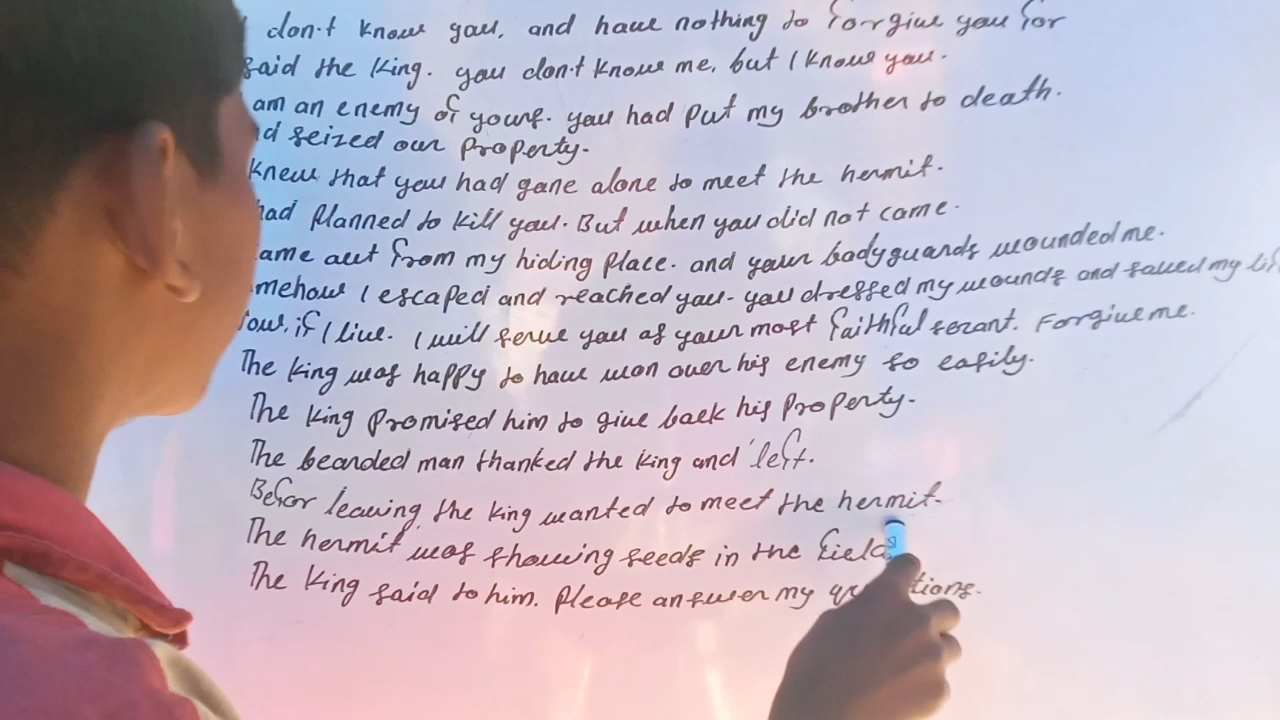 don't know you, and have nothing to forgive you for
said the King. you don't know me, but I know you.
am an enemy of yours. you had put my brother to death.
seized our property.
knew that you had gone alone to meet the hermit.
had planned to kill you. But when you did not come.
came out from my hiding place. and your bodyguards wounded me.
somehow I escaped and reached you. you dressed my wounds and saved my
Now, if I live. I will serve you as your most faithful serant. Forgive me.
The King was happy to have won over his enemy so easily.
The King promised him to give back his property.
The bearded man thanked the King and left.
Befor leaving, the King wanted to meet the hermit.
The hermit was showing seeds in the field
The King said to him. Please answer my questions.